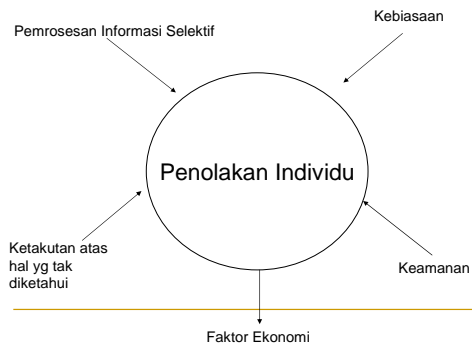 Pemrosesan Informasi Selektif
Kebiasaan
Penolakan Individu
Ketakutan atas
hal yg tak
diketahui
Keamanan
Faktor Ekonomi